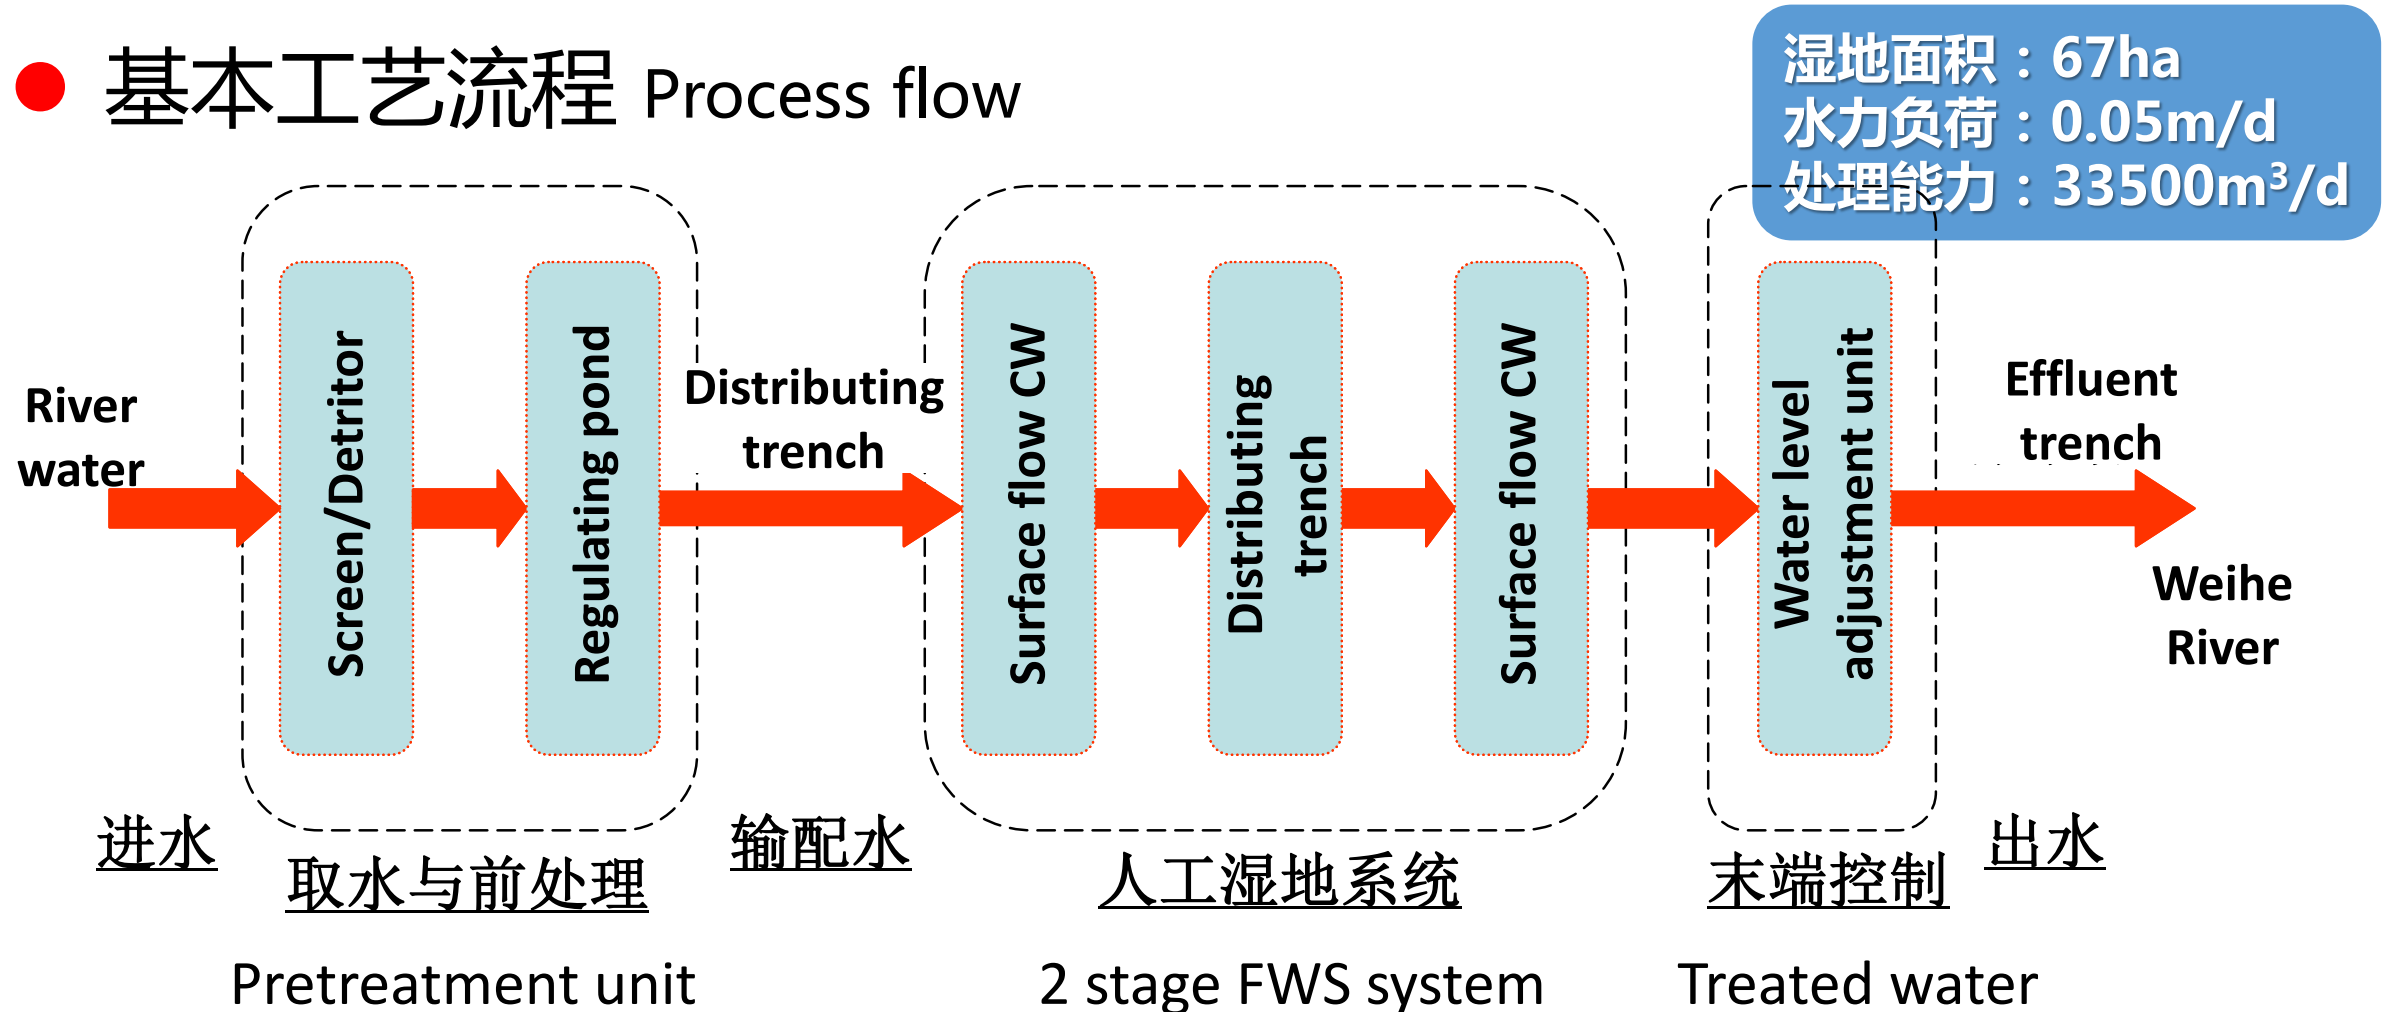 基本工艺流程 Process flow
湿地面积：67ha
水力负荷：0.05m/d
处理能力：33500m³/d
River
water
Screen/Detritor
Regulating pond
Distributing
trench
Surface flow CW
Distributing
trench
Surface flow CW
Water level
adjustment unit
Effluent
trench
Weihe
River
进水
取水与前处理
输配水
人工湿地系统
末端控制
出水
Pretreatment unit
2 stage FWS system
Treated water